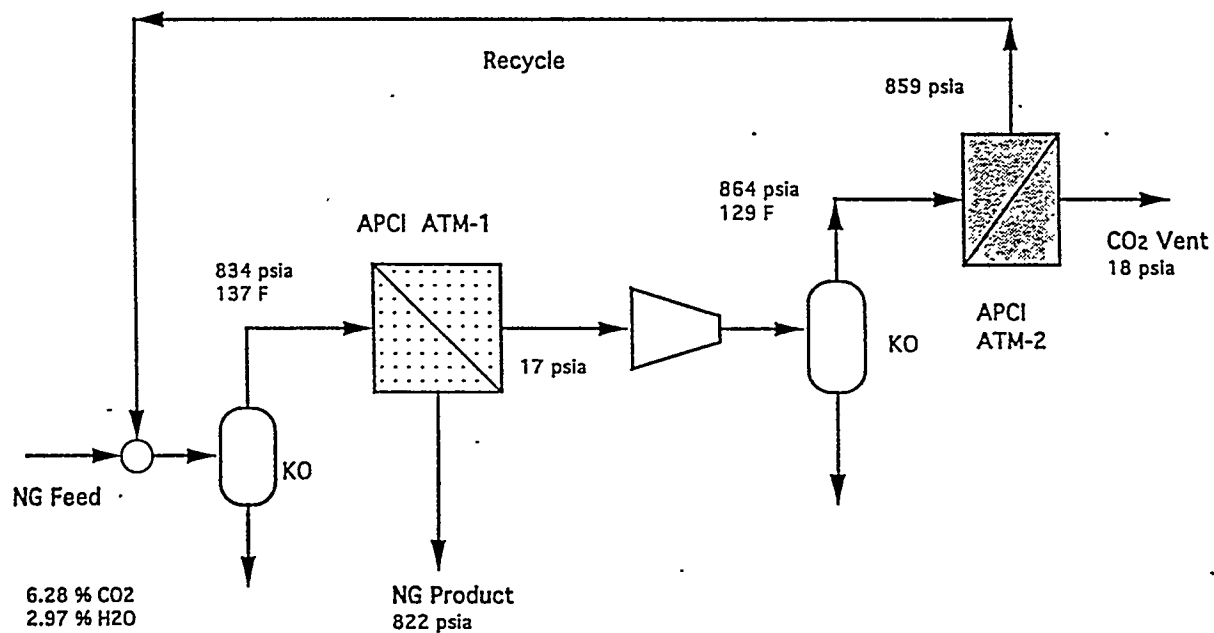 Recycle
859 psia
864 psia
129 F
APCI ATM-1
CO2 Vent
18 psia
834 psia
137 F
APCI
ATM-2
KO
17 psia
KO
NG Feed
NG Product
822 psia
6.28 % CO2
2.97 % H2O